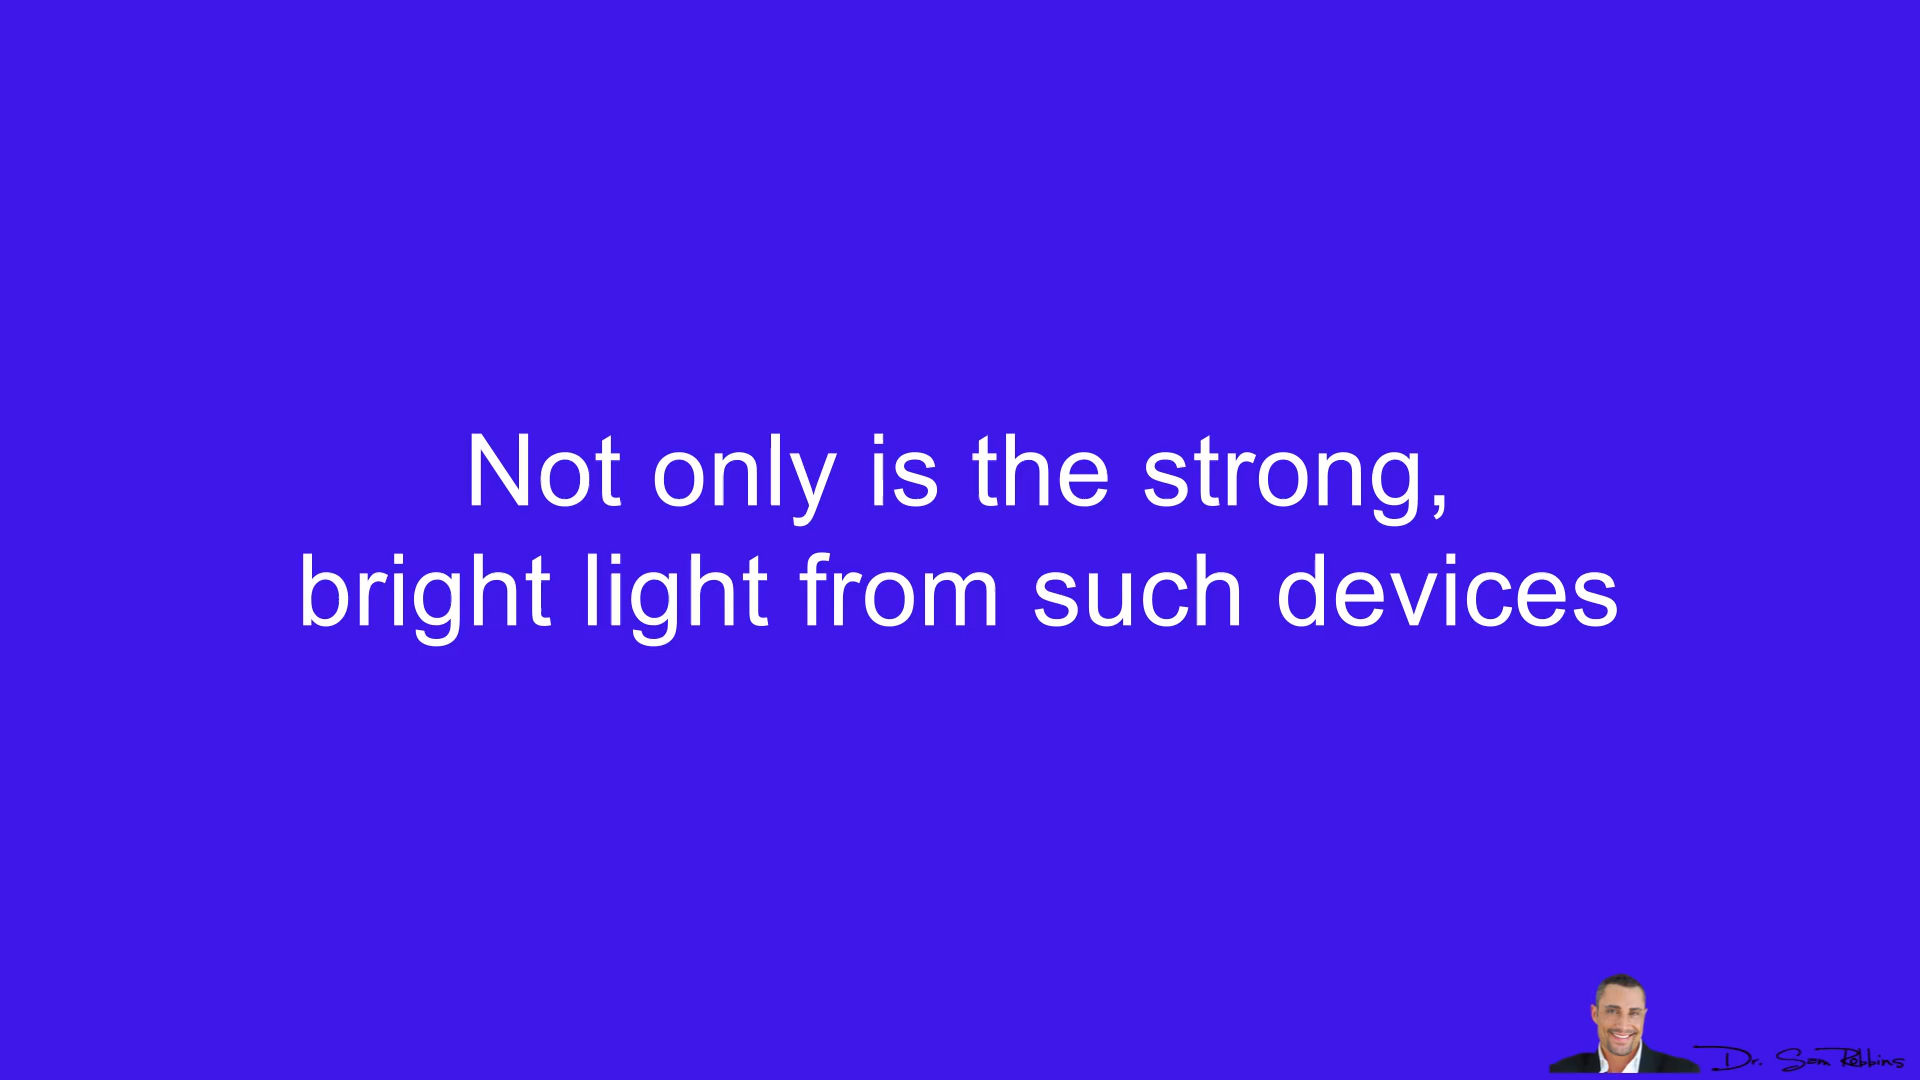 Not only is the strong,
bright light from such devices
Dr. Sam Robbins